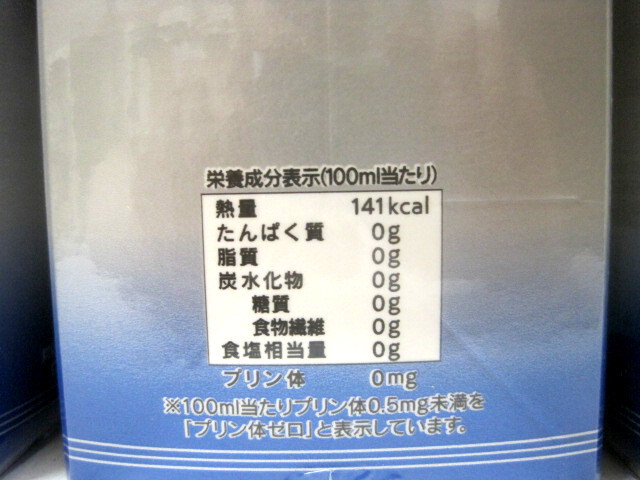 栄養成分表示(100ml当たり)
熱量 141kcal
たんぱく質 0g
脂質 0g
炭水化物 0g
糖質 0g
食物繊維 0g
食塩相当量 0g
プリン体 0mg
※100ml当たりプリン体0.5mg未満を
「プリン体ゼロ」と表示しています。